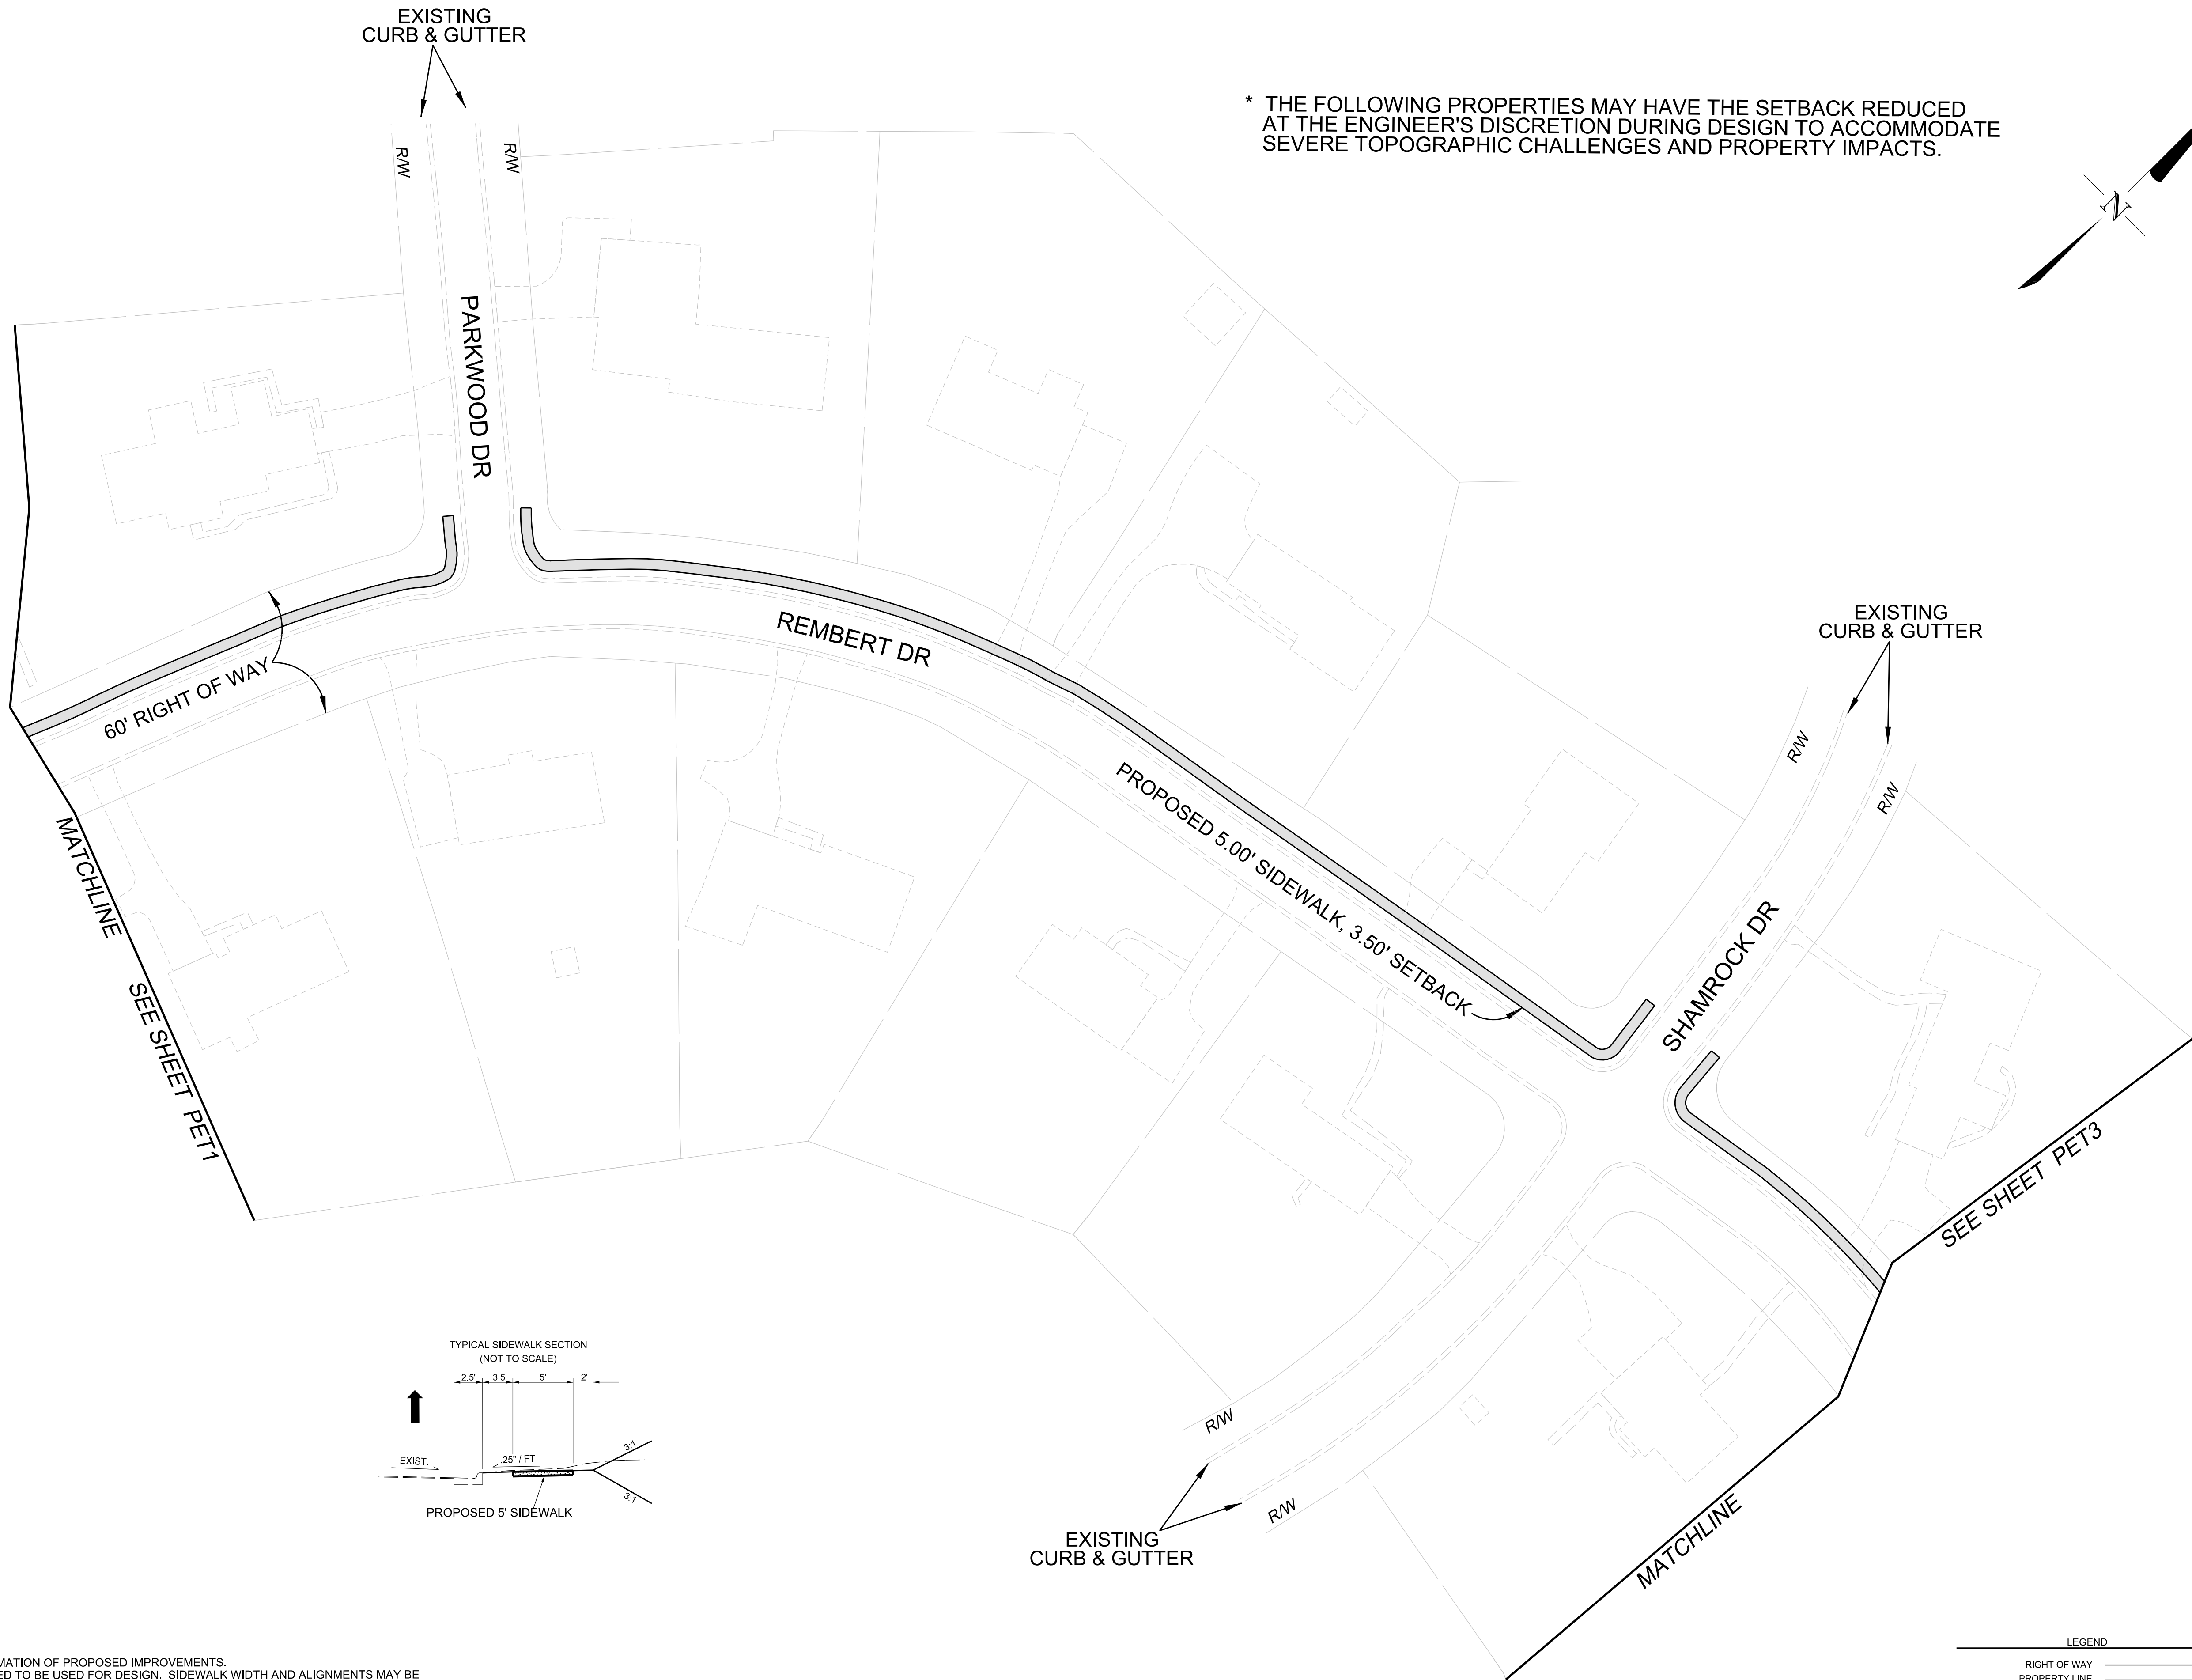 EXISTING
CURB & GUTTER
* THE FOLLOWING PROPERTIES MAY HAVE THE SETBACK REDUCED
AT THE ENGINEER'S DISCRETION DURING DESIGN TO ACCOMMODATE
SEVERE TOPOGRAPHIC CHALLENGES AND PROPERTY IMPACTS.
N
R/W
R/W
PARKWOOD DR
REMBERT DR
60' RIGHT OF WAY
EXISTING
CURB & GUTTER
R/W
R/W
PROPOSED 5.00' SIDEWALK, 3.50' SETBACK
SHAMROCK DR
MATCHLINE
SEE SHEET PET1
SEE SHEET PET3
MATCHLINE
TYPICAL SIDEWALK SECTION
(NOT TO SCALE)
2.5' 3.5' 5' 2'
EXIST.
.25" / FT
3:1
3:1
PROPOSED 5' SIDEWALK
R/W
R/W
EXISTING
CURB & GUTTER
MATION OF PROPOSED IMPROVEMENTS.
ED TO BE USED FOR DESIGN. SIDEWALK WIDTH AND ALIGNMENTS MAY BE
LEGEND
RIGHT OF WAY
PROPERTY LINE